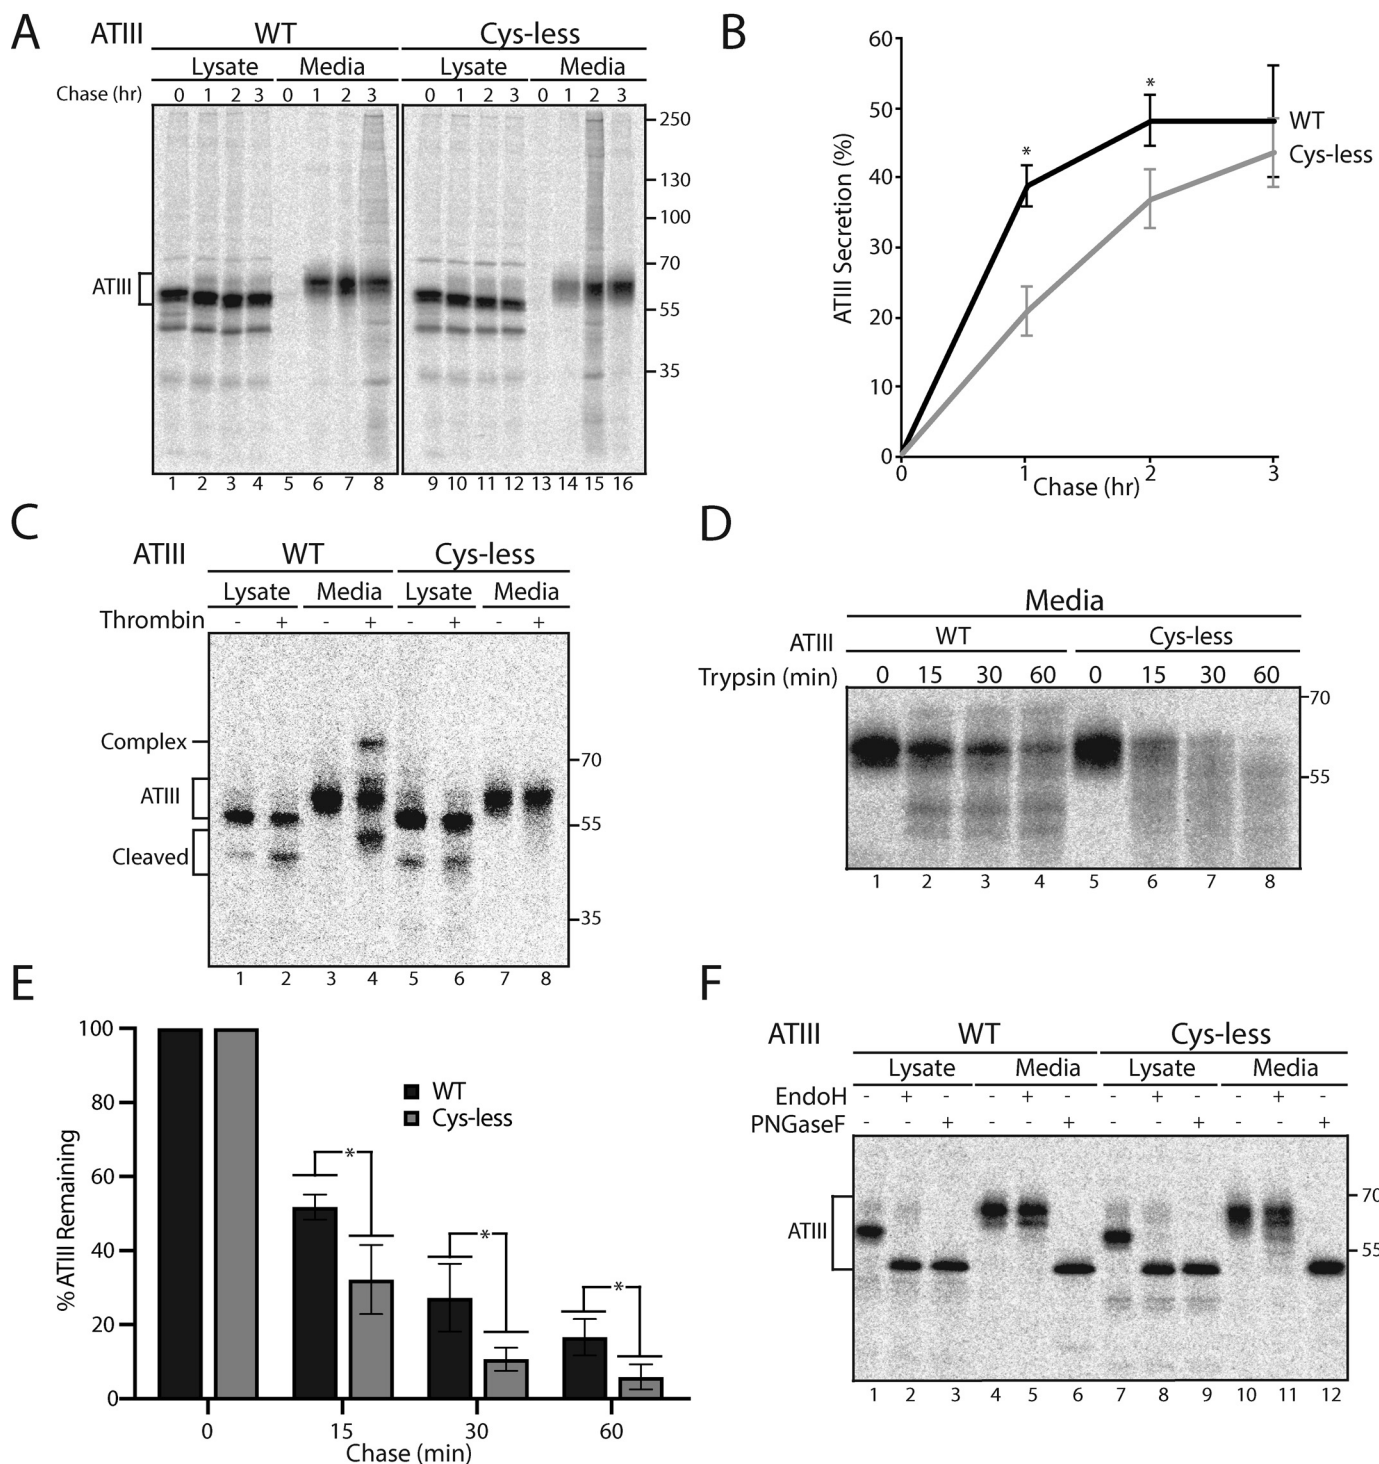 A
ATIII WT Cys-less
Lysate Media Lysate Media
Chase (hr) 0 1 2 3 0 1 2 3 0 1 2 3 0 1 2 3
250
130
100
70
ATIII
55
35
1 2 3 4 5 6 7 8 9 10 11 12 13 14 15 16
B
60
50
40
30
20
10
0
ATIII Secretion (%)
*
*
WT
Cys-less
0 1 2 3
Chase (hr)
C
ATIII WT Cys-less
Lysate Media Lysate Media
Thrombin - + - + - + - +
Complex
70
ATIII
55
Cleaved
35
1 2 3 4 5 6 7 8
D
Media
ATIII WT Cys-less
Trypsin (min) 0 15 30 60 0 15 30 60
70
55
1 2 3 4 5 6 7 8
E
100
80
60
40
20
0
% ATIII Remaining
WT
Cys-less
*
*
*
0 15 30 60
Chase (min)
F
ATIII WT Cys-less
Lysate Media Lysate Media
EndoH - + - - + - - + - - + -
PNGaseF - - + - - + - - + - - +
70
ATIII
55
1 2 3 4 5 6 7 8 9 10 11 12